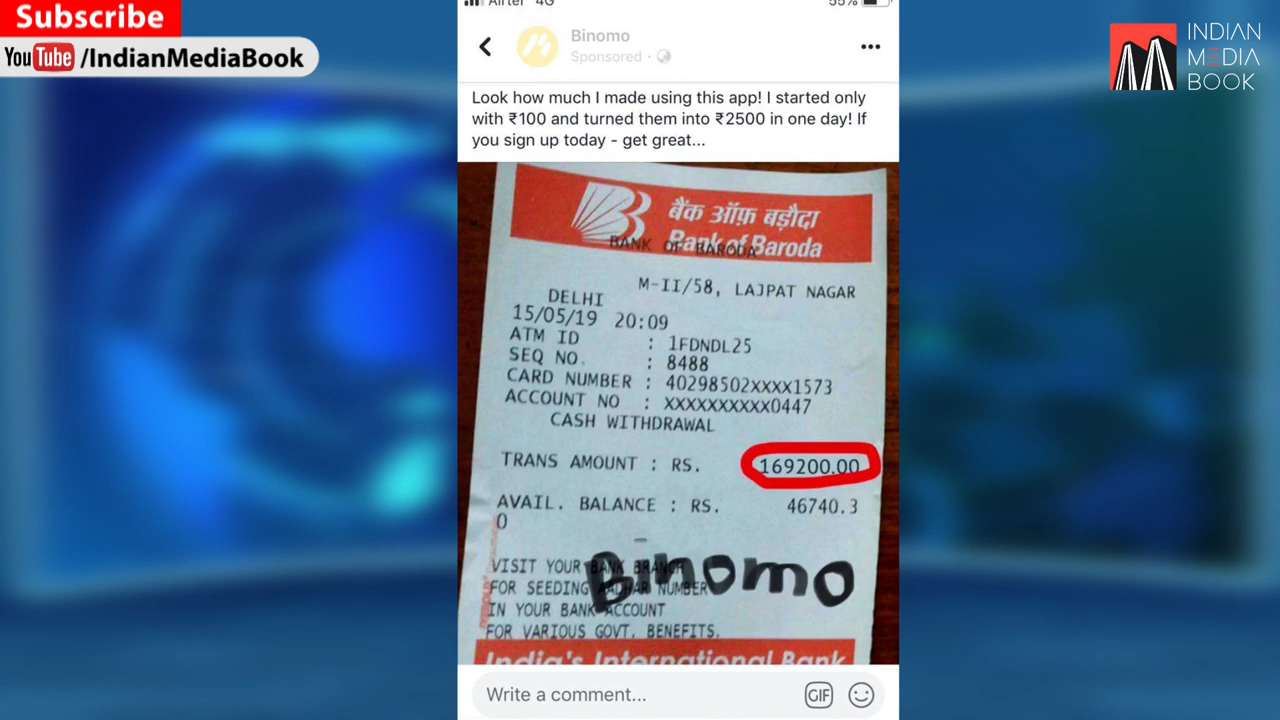 Subscribe
You Tube /IndianMediaBook
INDIAN
MEDIA
BOOK
Airtel 4G
55%
Binomo
Sponsored
Look how much I made using this app! I started only
with ₹100 and turned them into ₹2500 in one day! If
you sign up today - get great...
बैंक ऑफ़ बड़ौदा
Bank of Baroda
BANK OF BARODA
M-II/58, LAJPAT NAGAR
DELHI
15/05/19 20:09
ATM ID : 1FDNDL25
SEQ NO. : 8488
CARD NUMBER : 40298502XXXX1573
ACCOUNT NO : XXXXXXXXXX0447
CASH WITHDRAWAL
TRANS AMOUNT : RS. 169200.00
AVAIL. BALANCE : RS. 46740.3
0
VISIT YOUR BANK BRANCH
FOR SEEDING AADHAR NUMBER
IN YOUR BANK ACCOUNT
FOR VARIOUS GOVT. BENEFITS.
Binomo
India's International Bank
Write a comment...
GIF